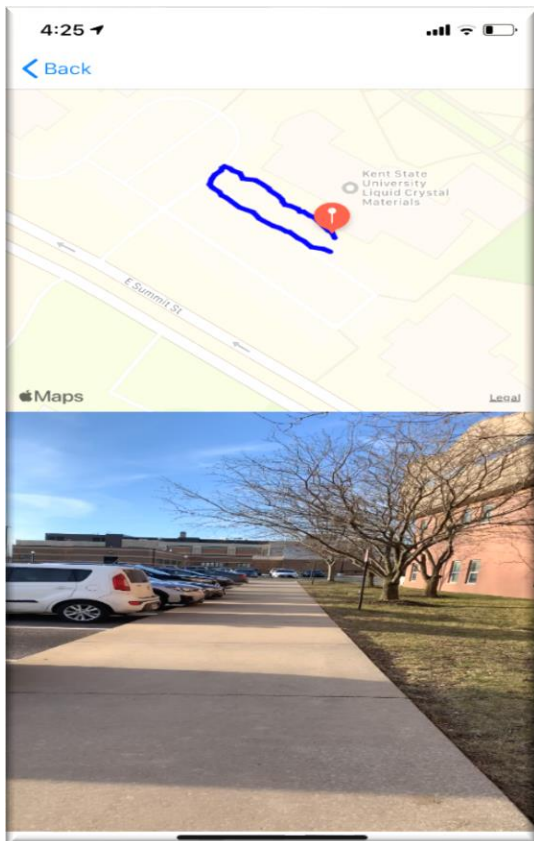 4:25
Back
Kent State
University
Liquid Crystal
Materials
E Summit St
Maps
Legal